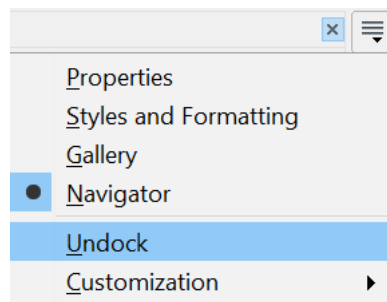 Properties
Styles and Formatting
Gallery
Navigator
Undock
Customization